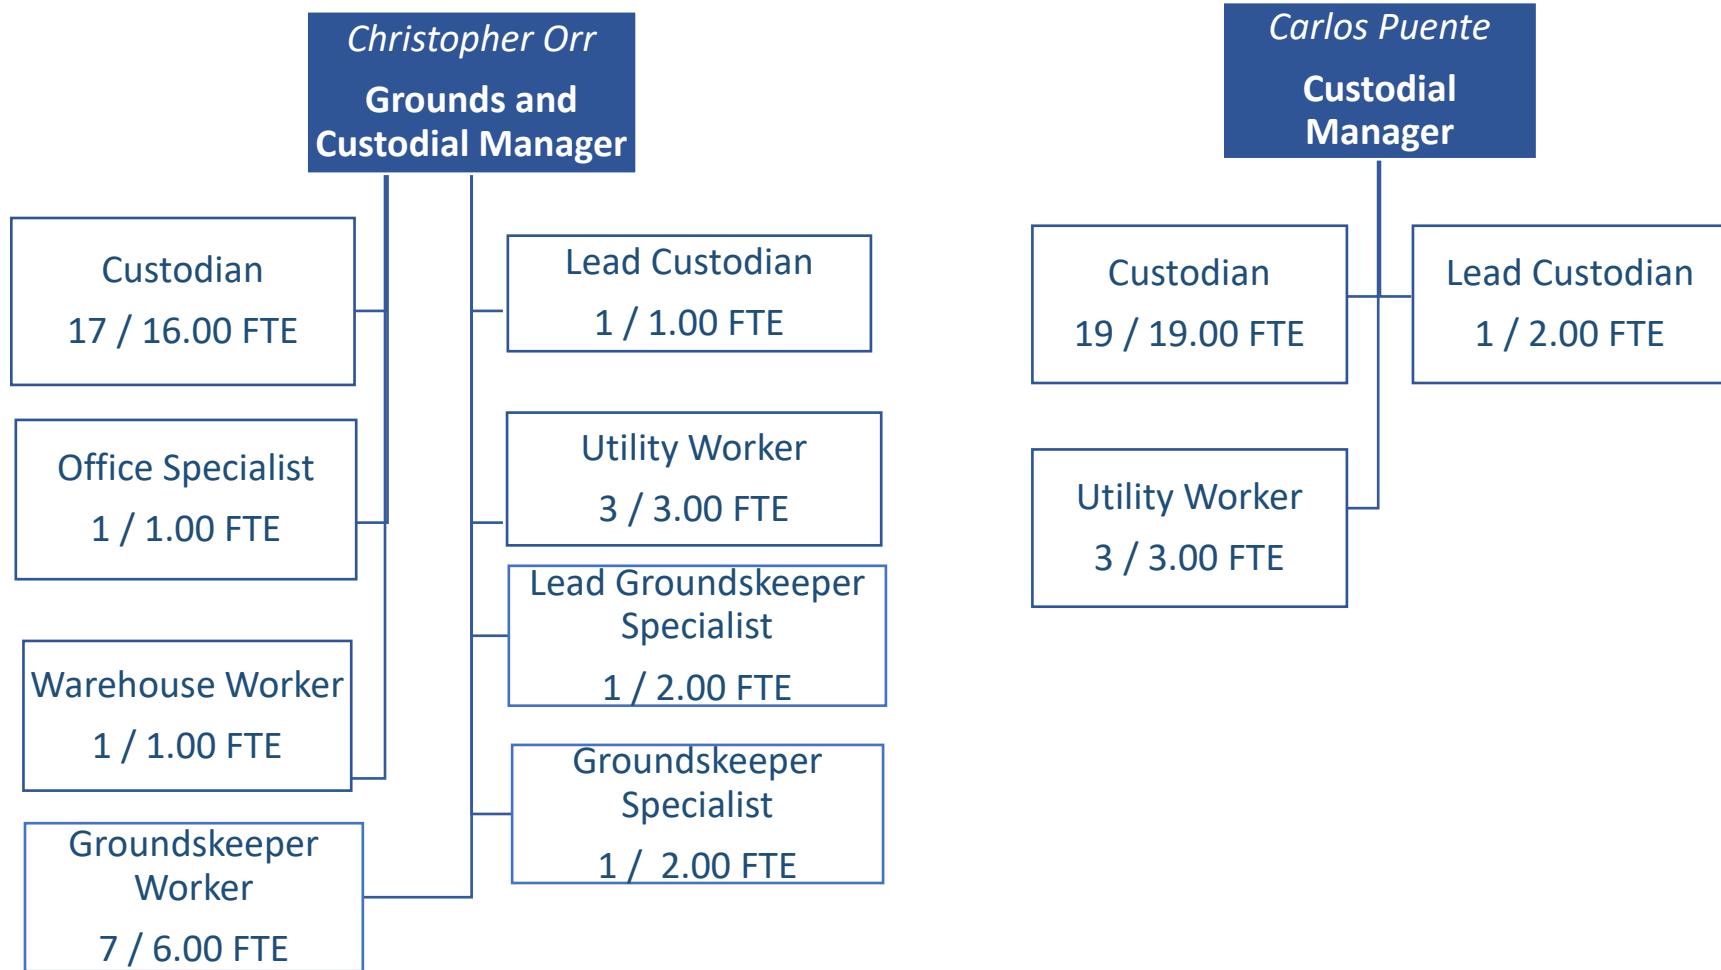 Christopher Orr
Grounds and
Custodial Manager
Custodian
17 / 16.00 FTE
Lead Custodian
1 / 1.00 FTE
Office Specialist
1 / 1.00 FTE
Utility Worker
3 / 3.00 FTE
Warehouse Worker
1 / 1.00 FTE
Lead Groundskeeper
Specialist
1 / 2.00 FTE
Groundskeeper
Worker
7 / 6.00 FTE
Groundskeeper
Specialist
1 /  2.00 FTE
Carlos Puente
Custodial
Manager
Custodian
19 / 19.00 FTE
Lead Custodian
1 / 2.00 FTE
Utility Worker
3 / 3.00 FTE